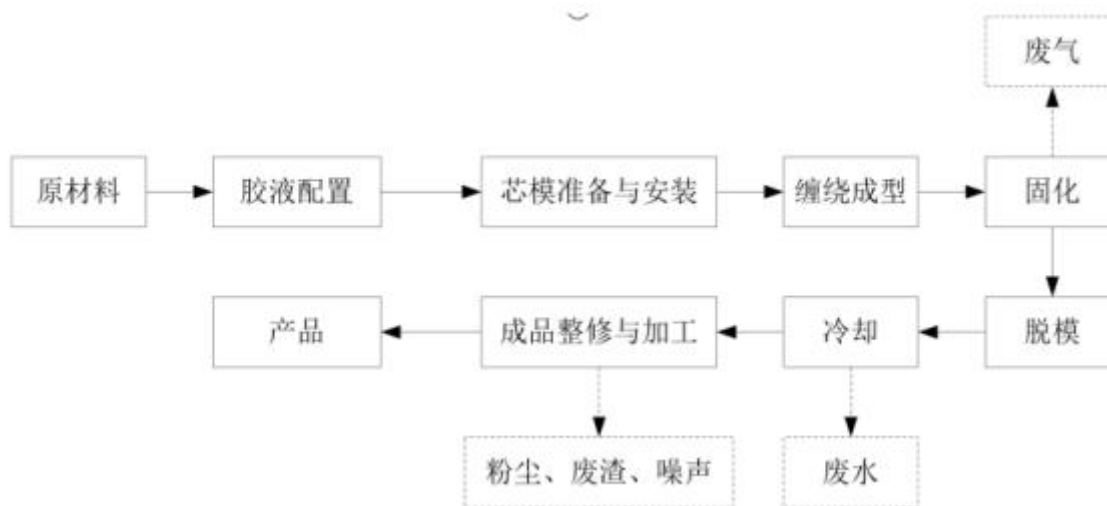 废气
原材料
胶液配置
芯模准备与安装
缠绕成型
固化
产品
成品整修与加工
冷却
脱模
粉尘、废渣、噪声
废水